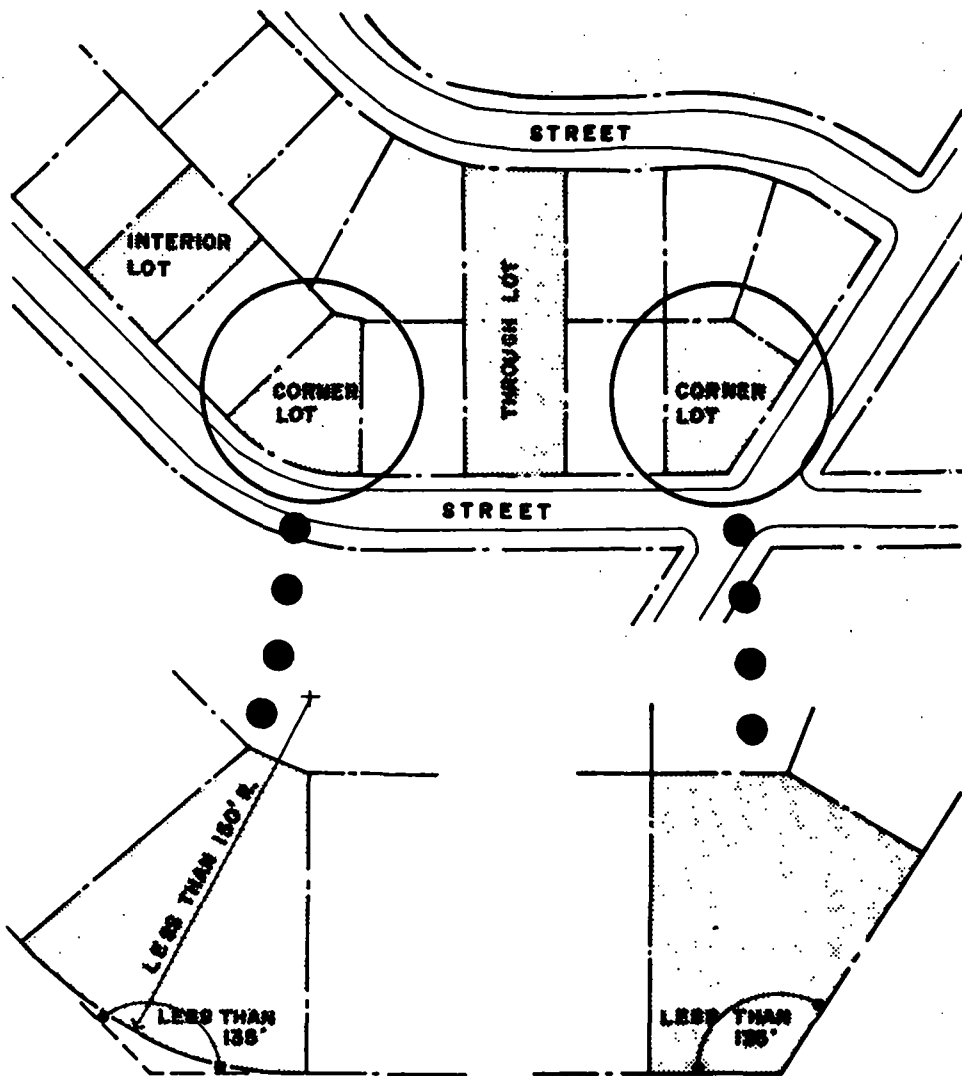 STREET
INTERIOR
LOT
THROUGH LOT
CORNER
LOT
CORNER
LOT
STREET
LESS THAN 150' R.
LESS THAN
135°
LESS THAN
135°